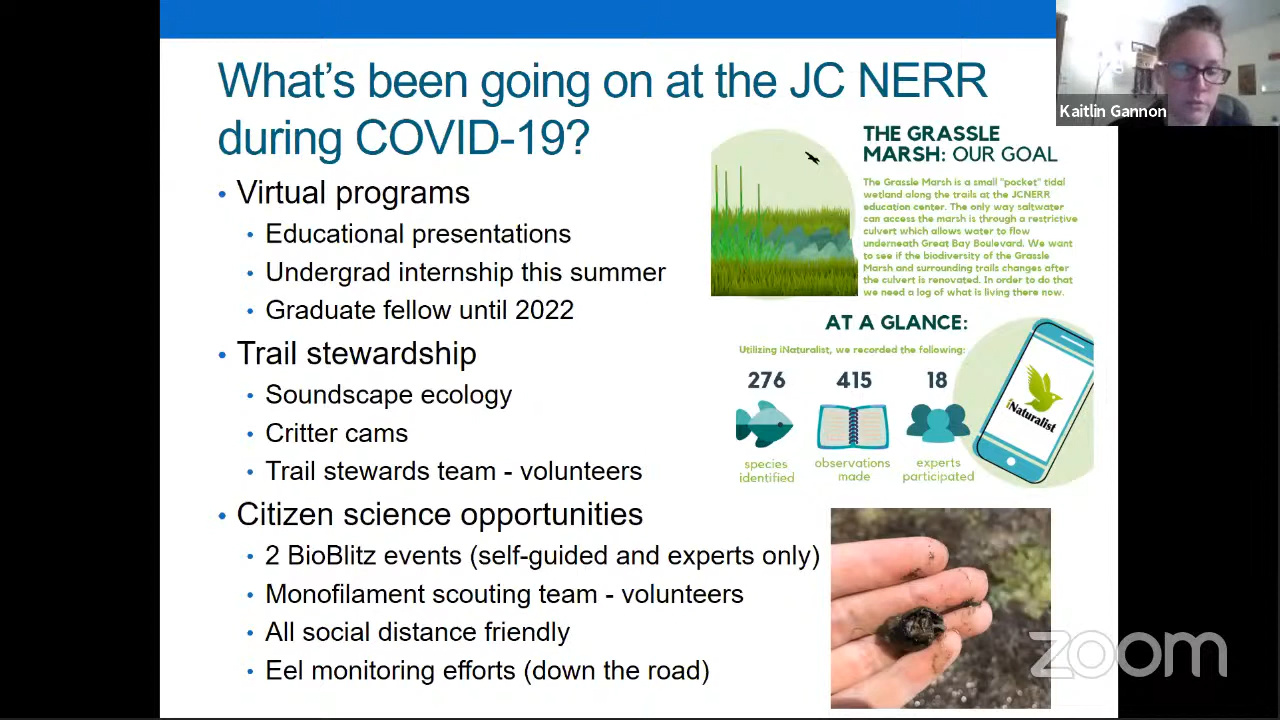 What's been going on at the JC NERR
during COVID-19?
• Virtual programs
• Educational presentations
• Undergrad internship this summer
• Graduate fellow until 2022
• Trail stewardship
• Soundscape ecology
• Critter cams
• Trail stewards team - volunteers
• Citizen science opportunities
• 2 BioBlitz events (self-guided and experts only)
• Monofilament scouting team - volunteers
• All social distance friendly
• Eel monitoring efforts (down the road)
THE GRASSLE
MARSH: OUR GOAL
The Grassle Marsh is a small "pocket" tidal
wetland along the trails at the JCNERR
education center. The only way saltwater
can access the marsh is through a restrictive
culvert which allows water to flow
underneath Great Bay Boulevard. We want
to see if the biodiversity of the Grassle
Marsh and surrounding trails changes after
the culvert is renovated. In order to do that
we need a log of what is living there now.
AT A GLANCE:
Utilizing iNaturalist, we recorded the following:
276 415 18
species observations experts
identified made participated
iNaturalist
Kaitlin Gannon
zoom